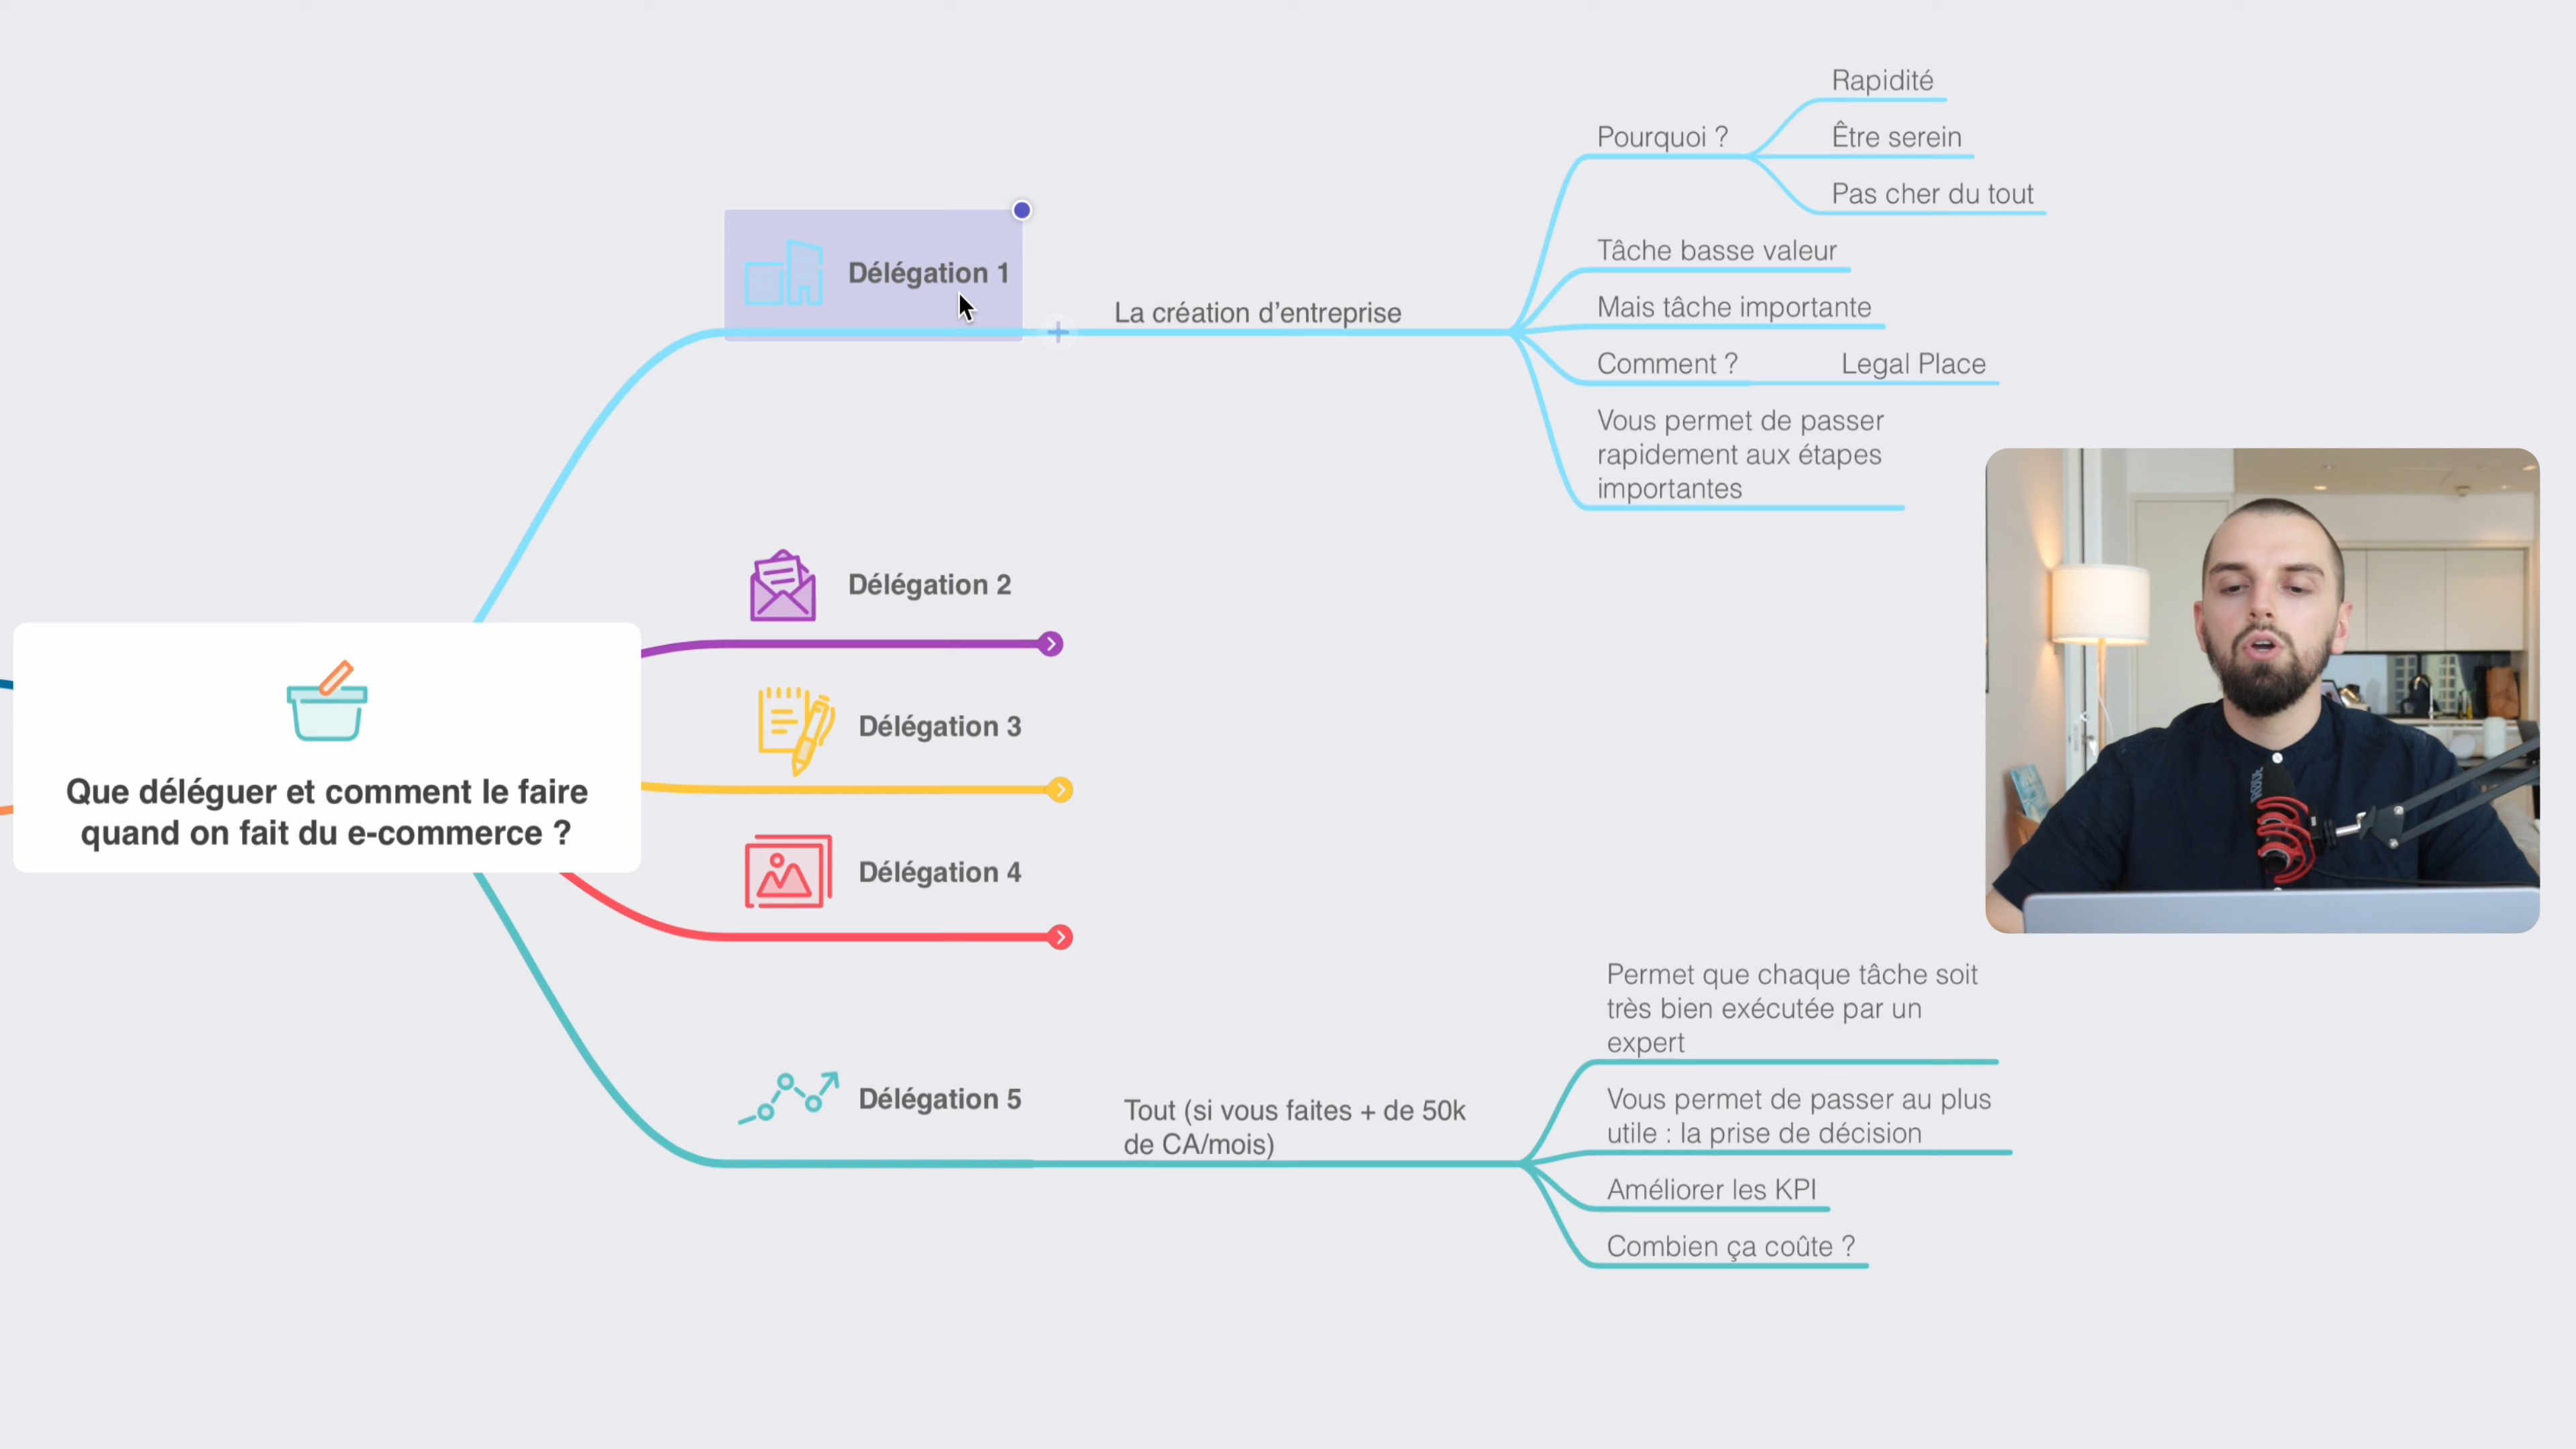 Rapidité
Pourquoi ?
Être serein
Pas cher du tout
Tâche basse valeur
Délégation 1
La création d’entreprise
Mais tâche importante
Comment ?
Legal Place
Vous permet de passer
rapidement aux étapes
importantes
Délégation 2
Délégation 3
Que déléguer et comment le faire
quand on fait du e-commerce ?
Délégation 4
Délégation 5
Tout (si vous faites + de 50k
de CA/mois)
Permet que chaque tâche soit
très bien exécutée par un
expert
Vous permet de passer au plus
utile : la prise de décision
Améliorer les KPI
Combien ça coûte ?